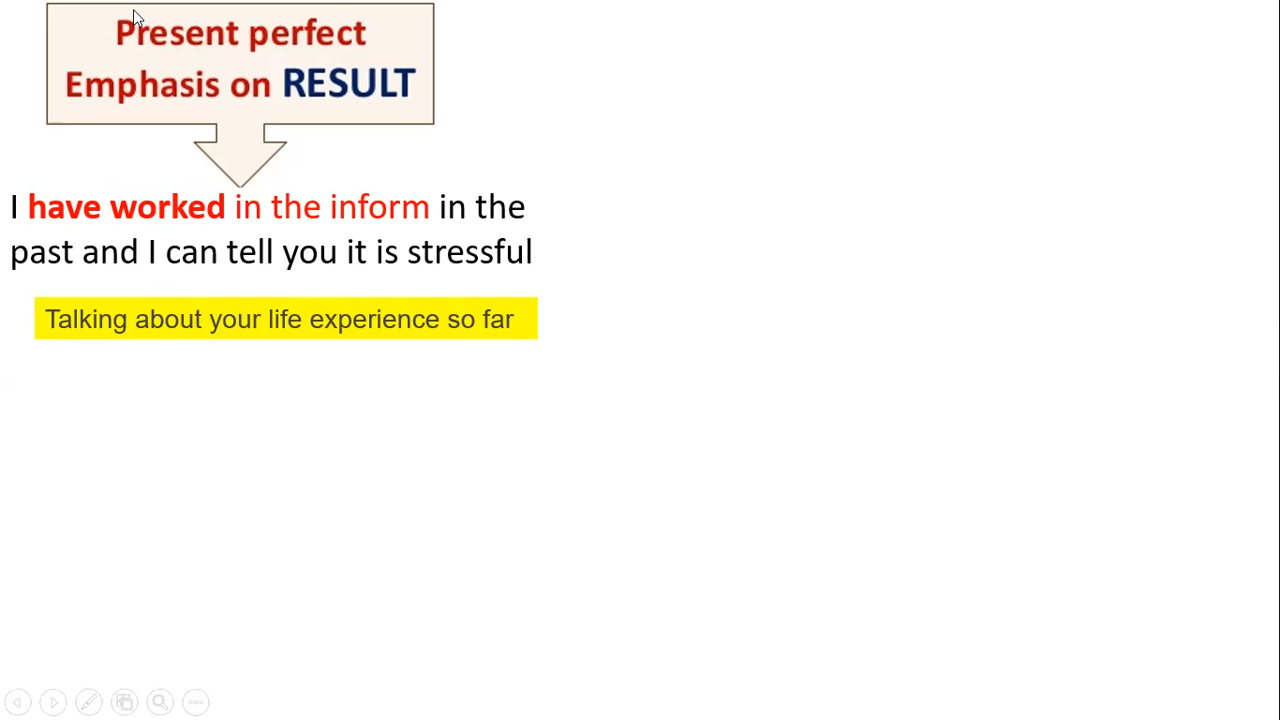 Present perfect
Emphasis on RESULT
I have worked in the inform in the
past and I can tell you it is stressful
Talking about your life experience so far